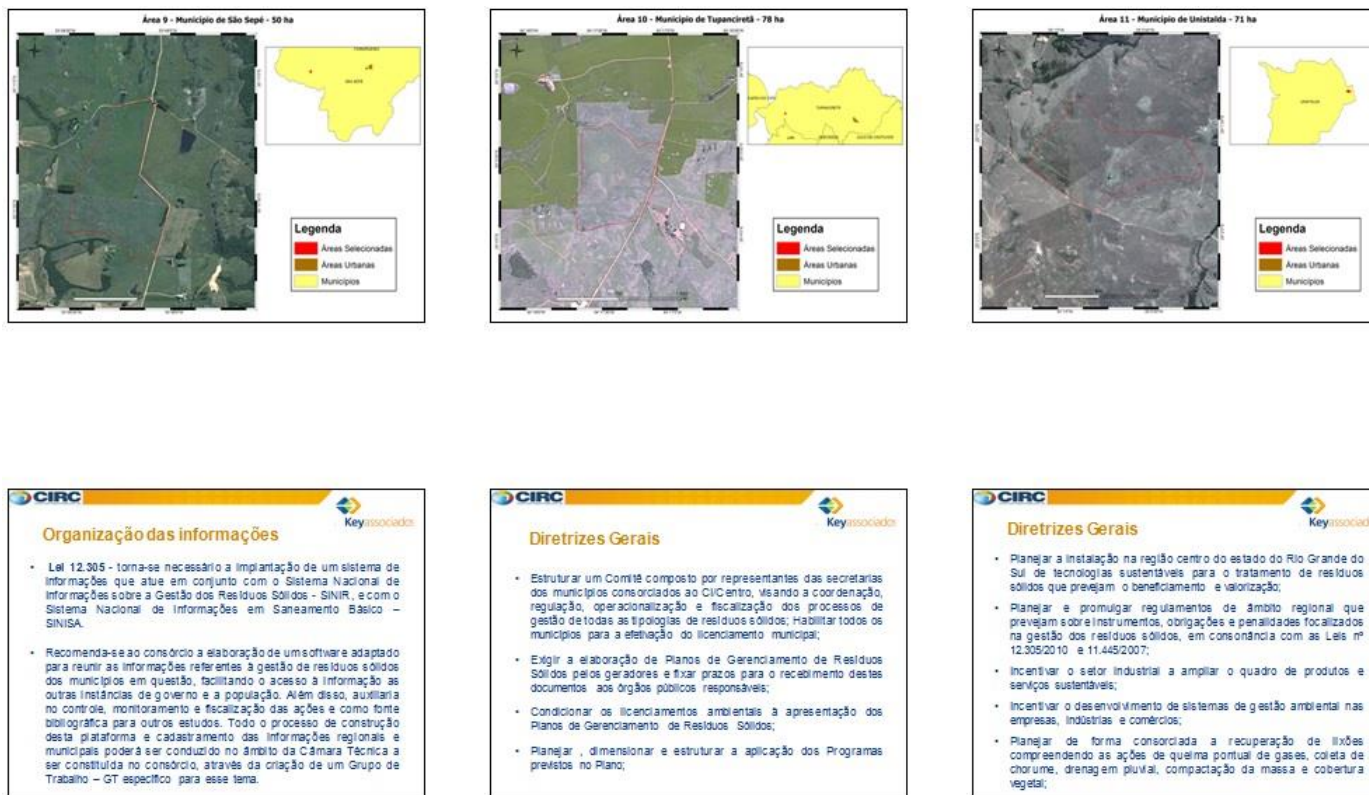 Área 9 - Município de São Sepé - 50 ha
SÃO SEPÉ
Legenda
Áreas Selecionadas
Áreas Urbanas
Municípios
Área 10 - Município de Tupanciretã - 78 ha
TUPANCIRETÃ
Legenda
Áreas Selecionadas
Áreas Urbanas
Municípios
Área 11 - Município de Unistalda - 71 ha
UNISTALDA
Legenda
Áreas Selecionadas
Áreas Urbanas
Municípios
CIRC
Keyassociados
Organização das informações
• Lei 12.305 - torna-se necessário a implantação de um sistema de
informações que atue em conjunto com o Sistema Nacional de
Informações sobre a Gestão dos Resíduos Sólidos - SINIR, e com o
Sistema Nacional de Informações em Saneamento Básico –
SINISA.
• Recomenda-se ao consórcio a elaboração de um software adaptado
para reunir as informações referentes à gestão de resíduos sólidos
dos municípios em questão, facilitando o acesso à informação as
outras instâncias de governo e a população. Além disso, auxiliaria
no controle, monitoramento e fiscalização das ações e como fonte
bibliográfica para outros estudos. Todo o processo de construção
desta plataforma e cadastramento das informações regionais e
municipais poderá ser conduzido no âmbito da Câmara Técnica a
ser constituída no consórcio, através da criação de um Grupo de
Trabalho – GT específico para esse tema.
CIRC
Keyassociados
Diretrizes Gerais
• Estruturar um Comitê composto por representantes das secretarias
dos municípios consorciados ao CI/Centro, visando a coordenação,
regulação, operacionalização e fiscalização dos processos de
gestão de todas as tipologias de resíduos sólidos; Habilitar todos os
municípios para a efetivação do licenciamento municipal;
• Exigir a elaboração de Planos de Gerenciamento de Resíduos
Sólidos pelos geradores e fixar prazos para o recebimento destes
documentos aos órgãos públicos responsáveis;
• Condicionar os licenciamentos ambientais à apresentação dos
Planos de Gerenciamento de Resíduos Sólidos;
• Planejar , dimensionar e estruturar a aplicação dos Programas
previstos no Plano;
CIRC
Keyassociad
Diretrizes Gerais
• Planejar a instalação na região centro do estado do Rio Grande do
Sul de tecnologias sustentáveis para o tratamento de resíduos
sólidos que prevejam o beneficiamento e valorização;
• Planejar e promulgar regulamentos de âmbito regional que
prevejam sobre instrumentos, obrigações e penalidades focalizados
na gestão dos resíduos sólidos, em consonância com as Leis nº
12.305/2010 e 11.445/2007;
• Incentivar o setor industrial a ampliar o quadro de produtos e
serviços sustentáveis;
• Incentivar o desenvolvimento de sistemas de gestão ambiental nas
empresas, indústrias e comércios;
• Planejar de forma consorciada a recuperação de lixões
compreendendo as ações de queima pontual de gases, coleta de
chorume, drenagem pluvial, compactação da massa e cobertura
vegetal;